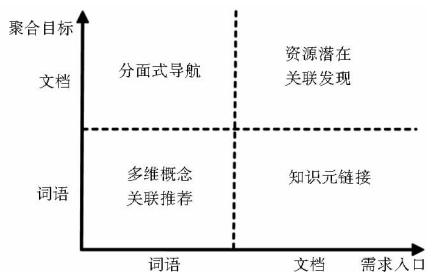 聚合目标
文档
分面式导航
资源潜在
关联发现
词语
多维概念
关联推荐
知识元链接
词语
文档
需求入口